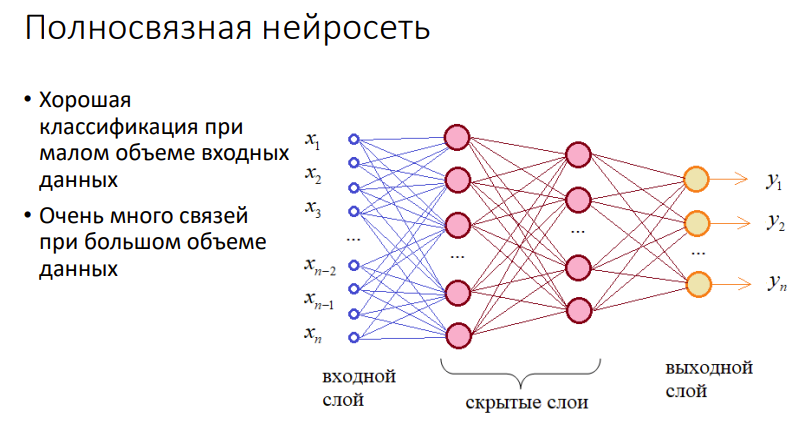 Полносвязная нейросеть
• Хорошая
классификация при
малом объеме входных
данных
• Очень много связей
при большом объеме
данных
x₁
x₂
x₃
...
xₙ₋₂
xₙ₋₁
xₙ
...
...
...
y₁
y₂
yₙ
входной
слой
скрытые слои
выходной
слой